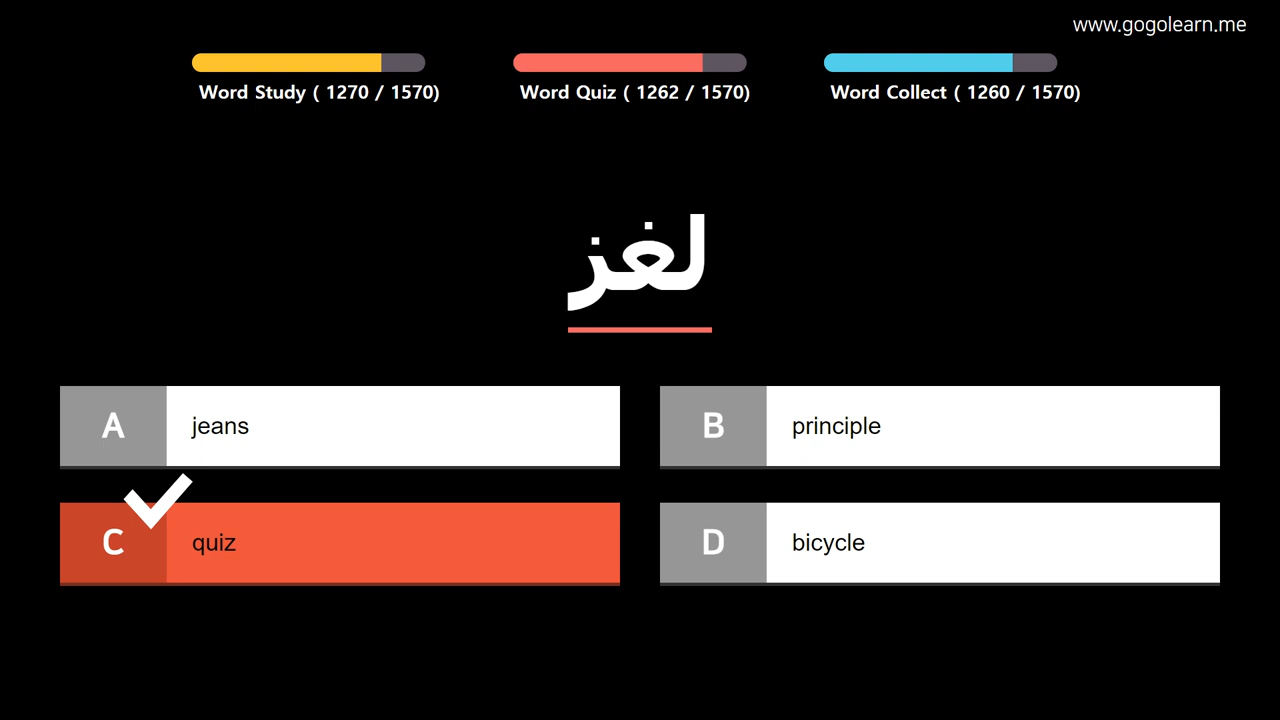 www.gogolearn.me
Word Study ( 1270 / 1570)
Word Quiz ( 1262 / 1570)
Word Collect ( 1260 / 1570)
لغز
A jeans
B principle
C quiz
D bicycle